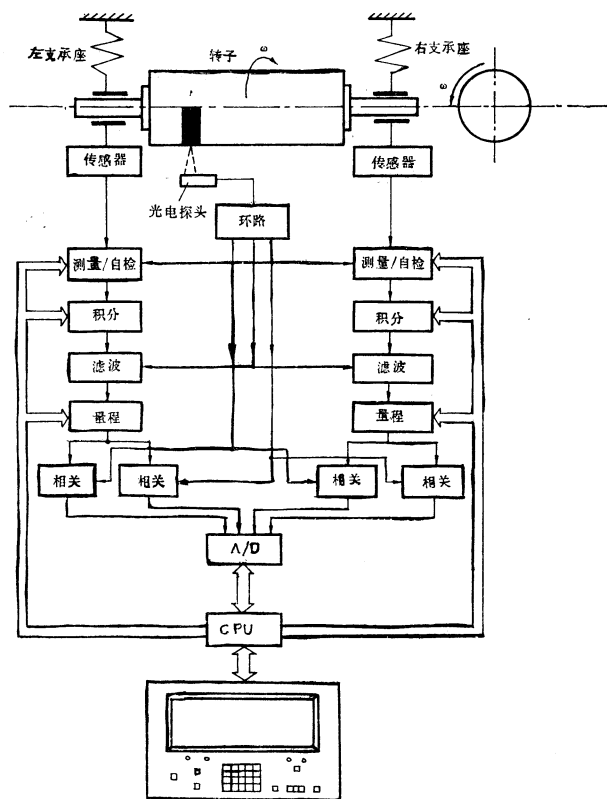 左支承座
转子
ω
右支承座
ω
传感器
传感器
光电探头
环路
测量/自检
测量/自检
积分
积分
滤波
滤波
量程
量程
相关
相关
相关
相关
A/D
CPU